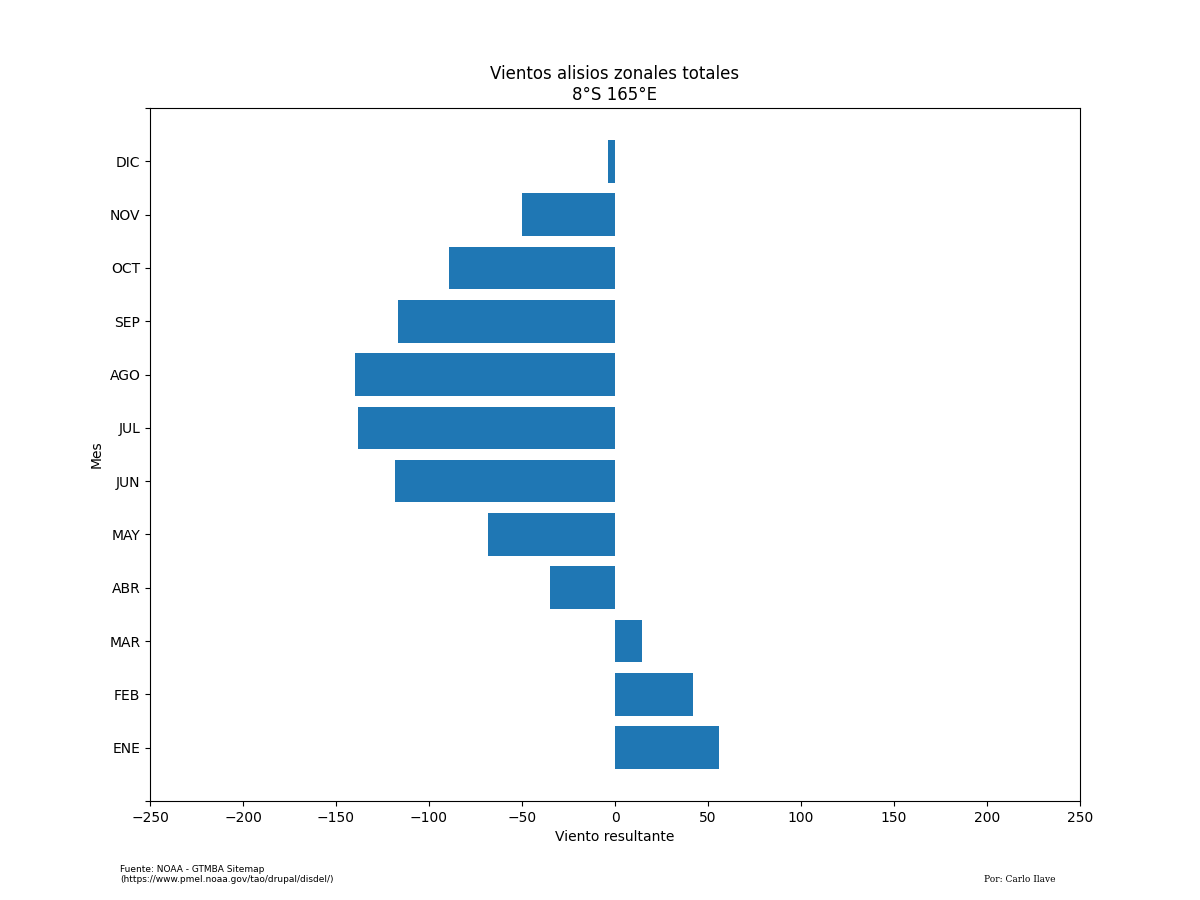 Vientos alisios zonales totales
8°S 165°E
DIC
NOV
OCT
SEP
AGO
JUL
JUN
MAY
ABR
MAR
FEB
ENE
Mes
−250 −200 −150 −100 −50 0 50 100 150 200 250
Viento resultante
Fuente: NOAA - GTMBA Sitemap
(https://www.pmel.noaa.gov/tao/drupal/disdel/)
Por: Carlo Ilave